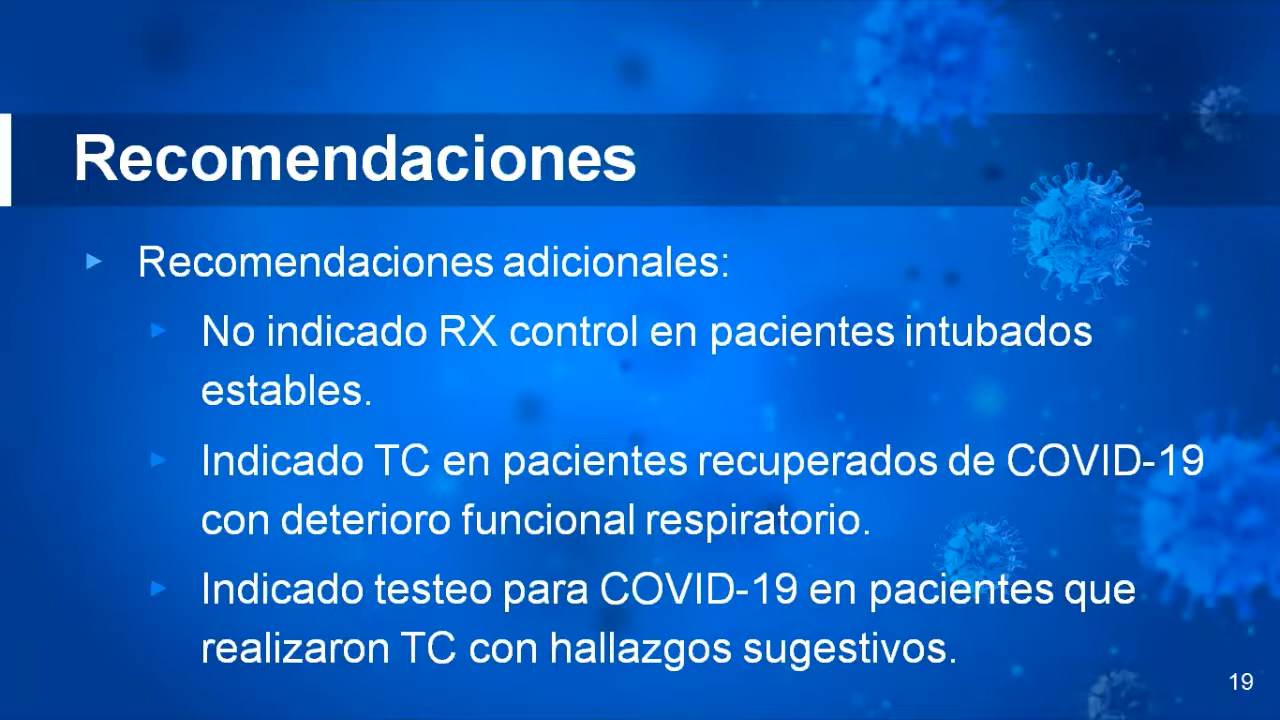 Recomendaciones
Recomendaciones adicionales:
No indicado RX control en pacientes intubados
estables.
Indicado TC en pacientes recuperados de COVID-19
con deterioro funcional respiratorio.
Indicado testeo para COVID-19 en pacientes que
realizaron TC con hallazgos sugestivos.
19